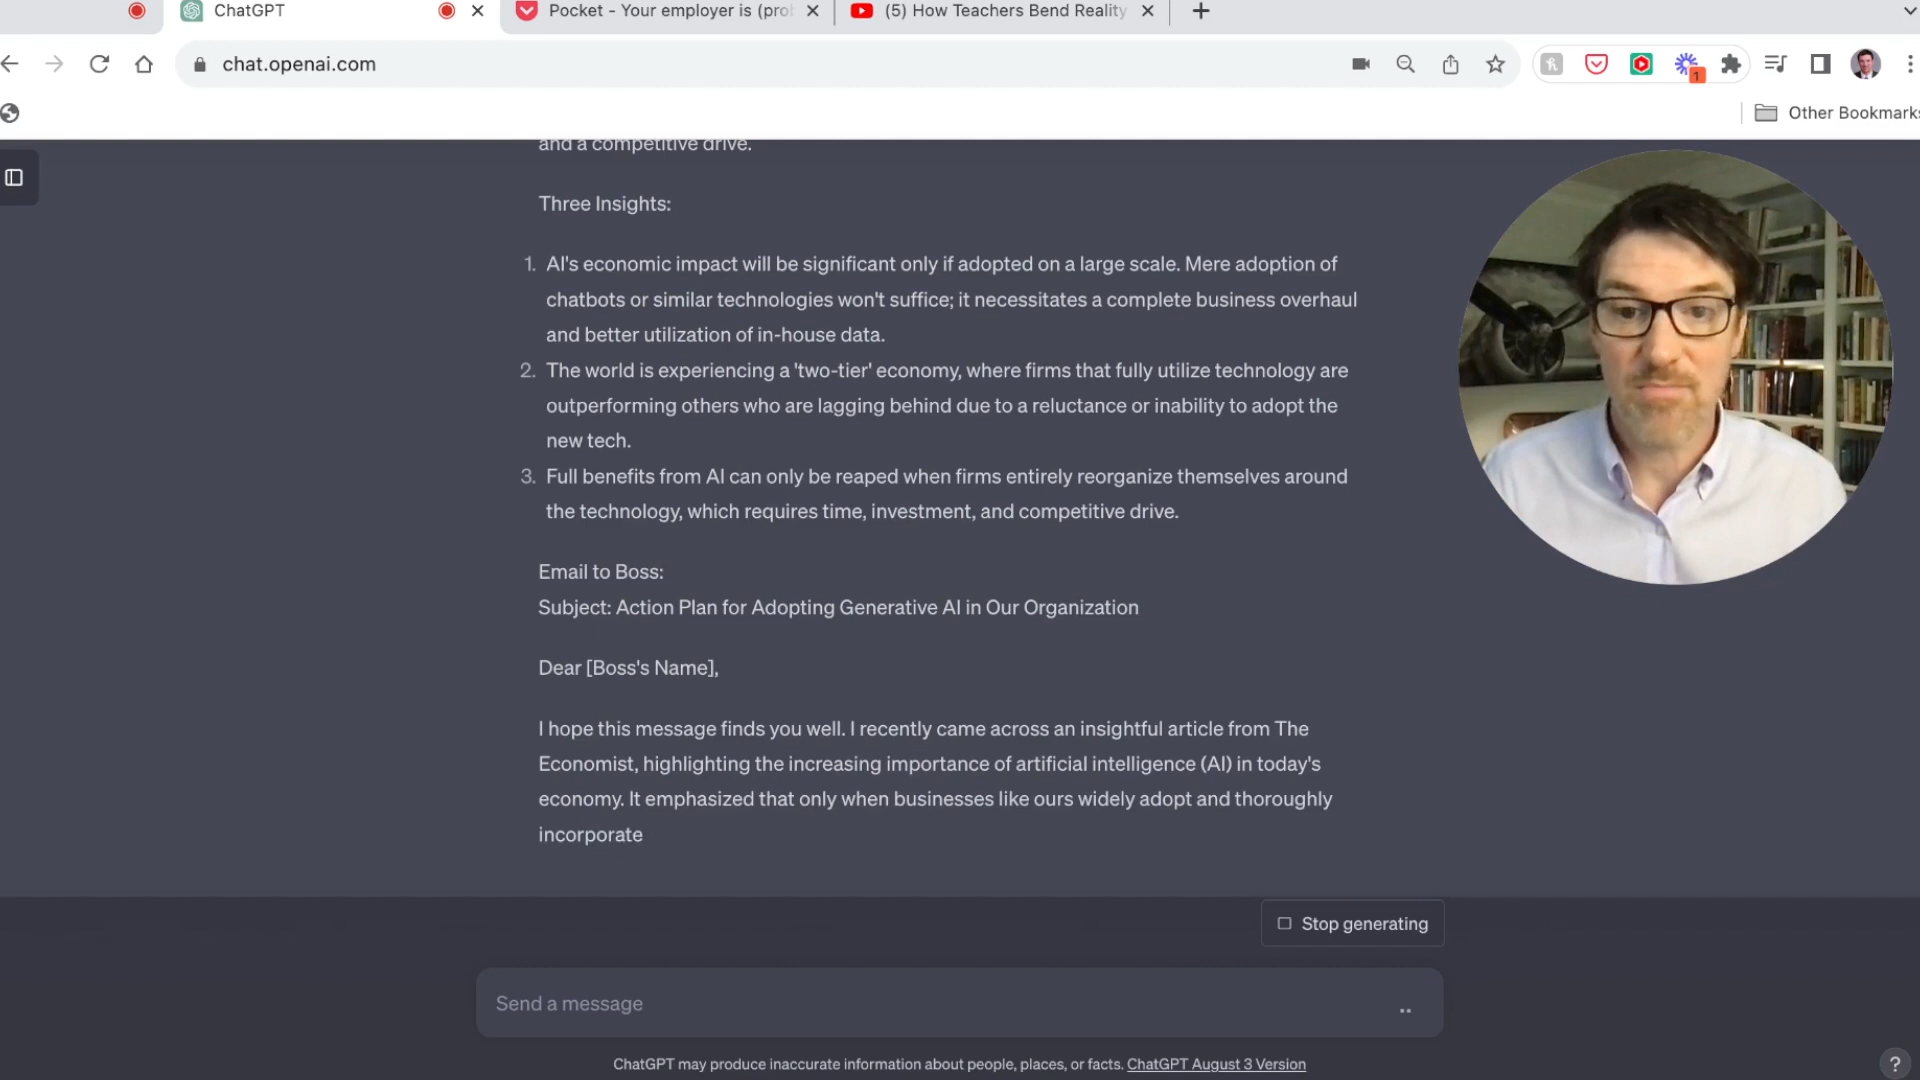 ChatGPT
Pocket - Your employer is (prob
(5) How Teachers Bend Reality
chat.openai.com
1
Other Bookmarks
and a competitive drive.
Three Insights:
1. AI's economic impact will be significant only if adopted on a large scale. Mere adoption of
chatbots or similar technologies won't suffice; it necessitates a complete business overhaul
and better utilization of in-house data.
2. The world is experiencing a 'two-tier' economy, where firms that fully utilize technology are
outperforming others who are lagging behind due to a reluctance or inability to adopt the
new tech.
3. Full benefits from AI can only be reaped when firms entirely reorganize themselves around
the technology, which requires time, investment, and competitive drive.
Email to Boss:
Subject: Action Plan for Adopting Generative AI in Our Organization
Dear [Boss's Name],
I hope this message finds you well. I recently came across an insightful article from The
Economist, highlighting the increasing importance of artificial intelligence (AI) in today's
economy. It emphasized that only when businesses like ours widely adopt and thoroughly
incorporate
Stop generating
Send a message
ChatGPT may produce inaccurate information about people, places, or facts. ChatGPT August 3 Version
?